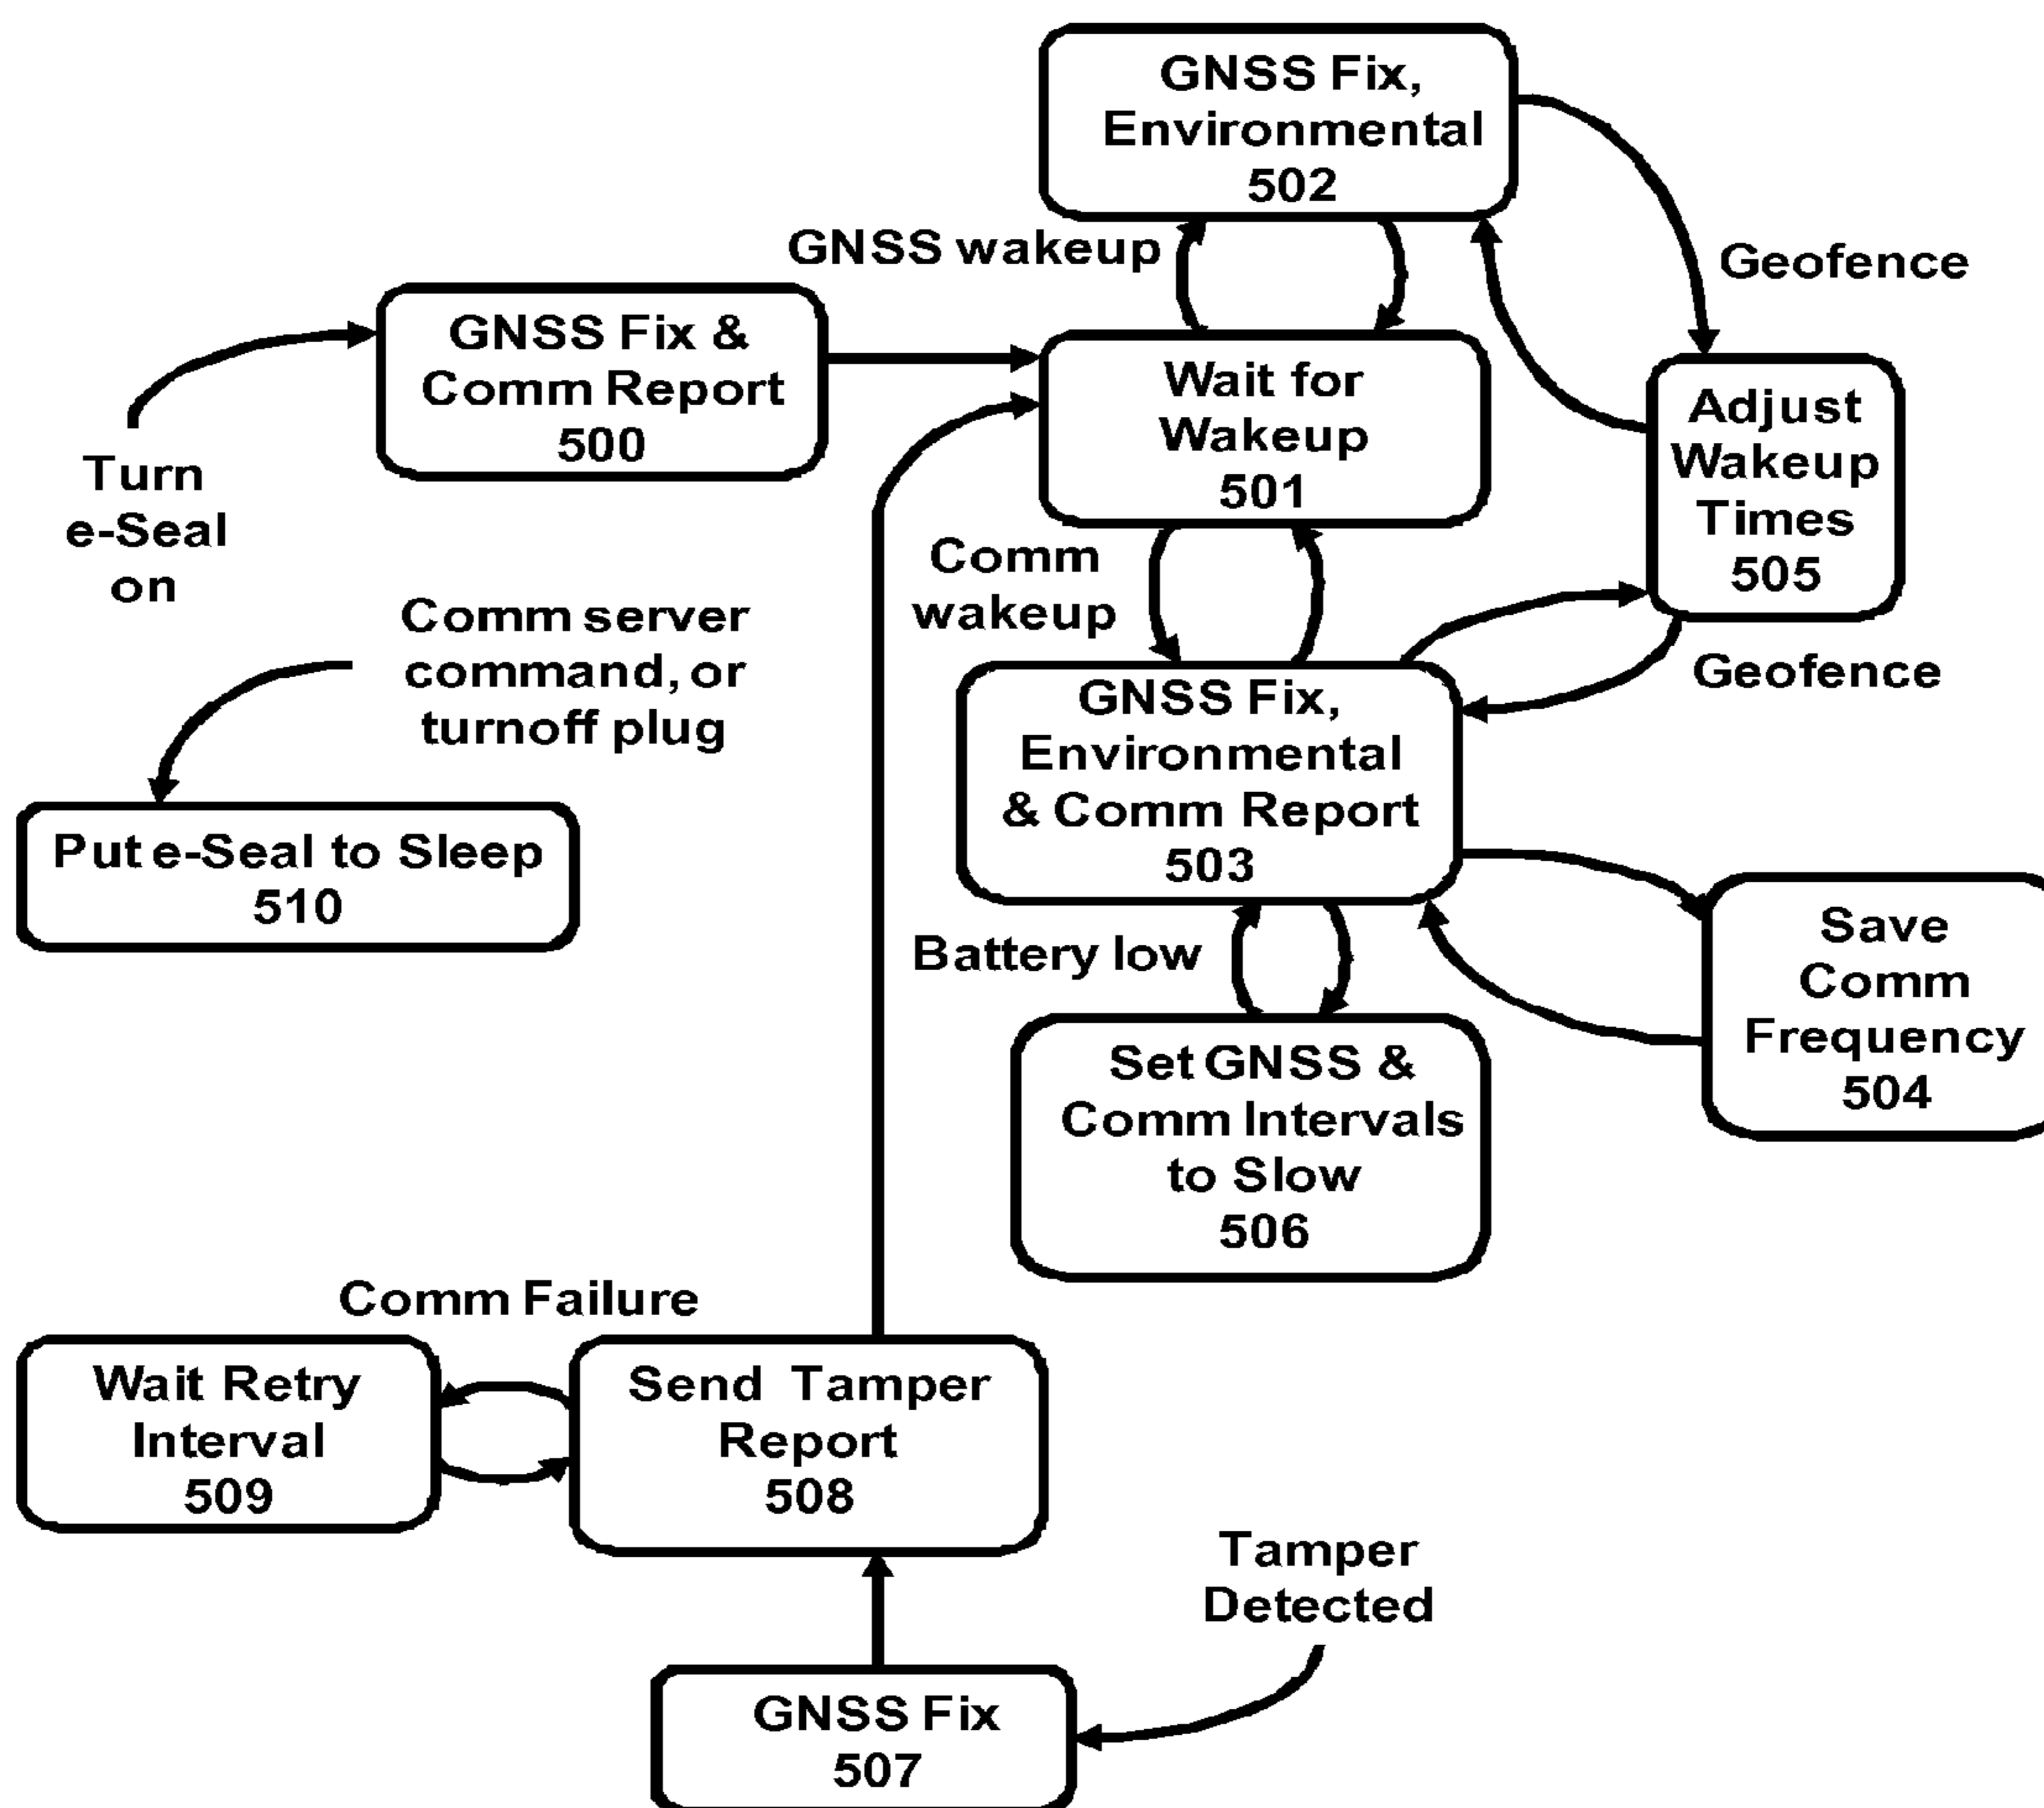 GNSS Fix,
Environmental
502
GNSS wakeup
Geofence
GNSS Fix &
Comm Report
500
Wait for
Wakeup
501
Adjust
Wakeup
Times
505
Turn
e-Seal
on
Comm
wakeup
Comm server
command, or
turnoff plug
Geofence
GNSS Fix,
Environmental
& Comm Report
503
Put e-Seal to Sleep
510
Battery low
Save
Comm
Frequency
504
Set GNSS &
Comm Intervals
to Slow
506
Comm Failure
Wait Retry
Interval
509
Send Tamper
Report
508
Tamper
Detected
GNSS Fix
507